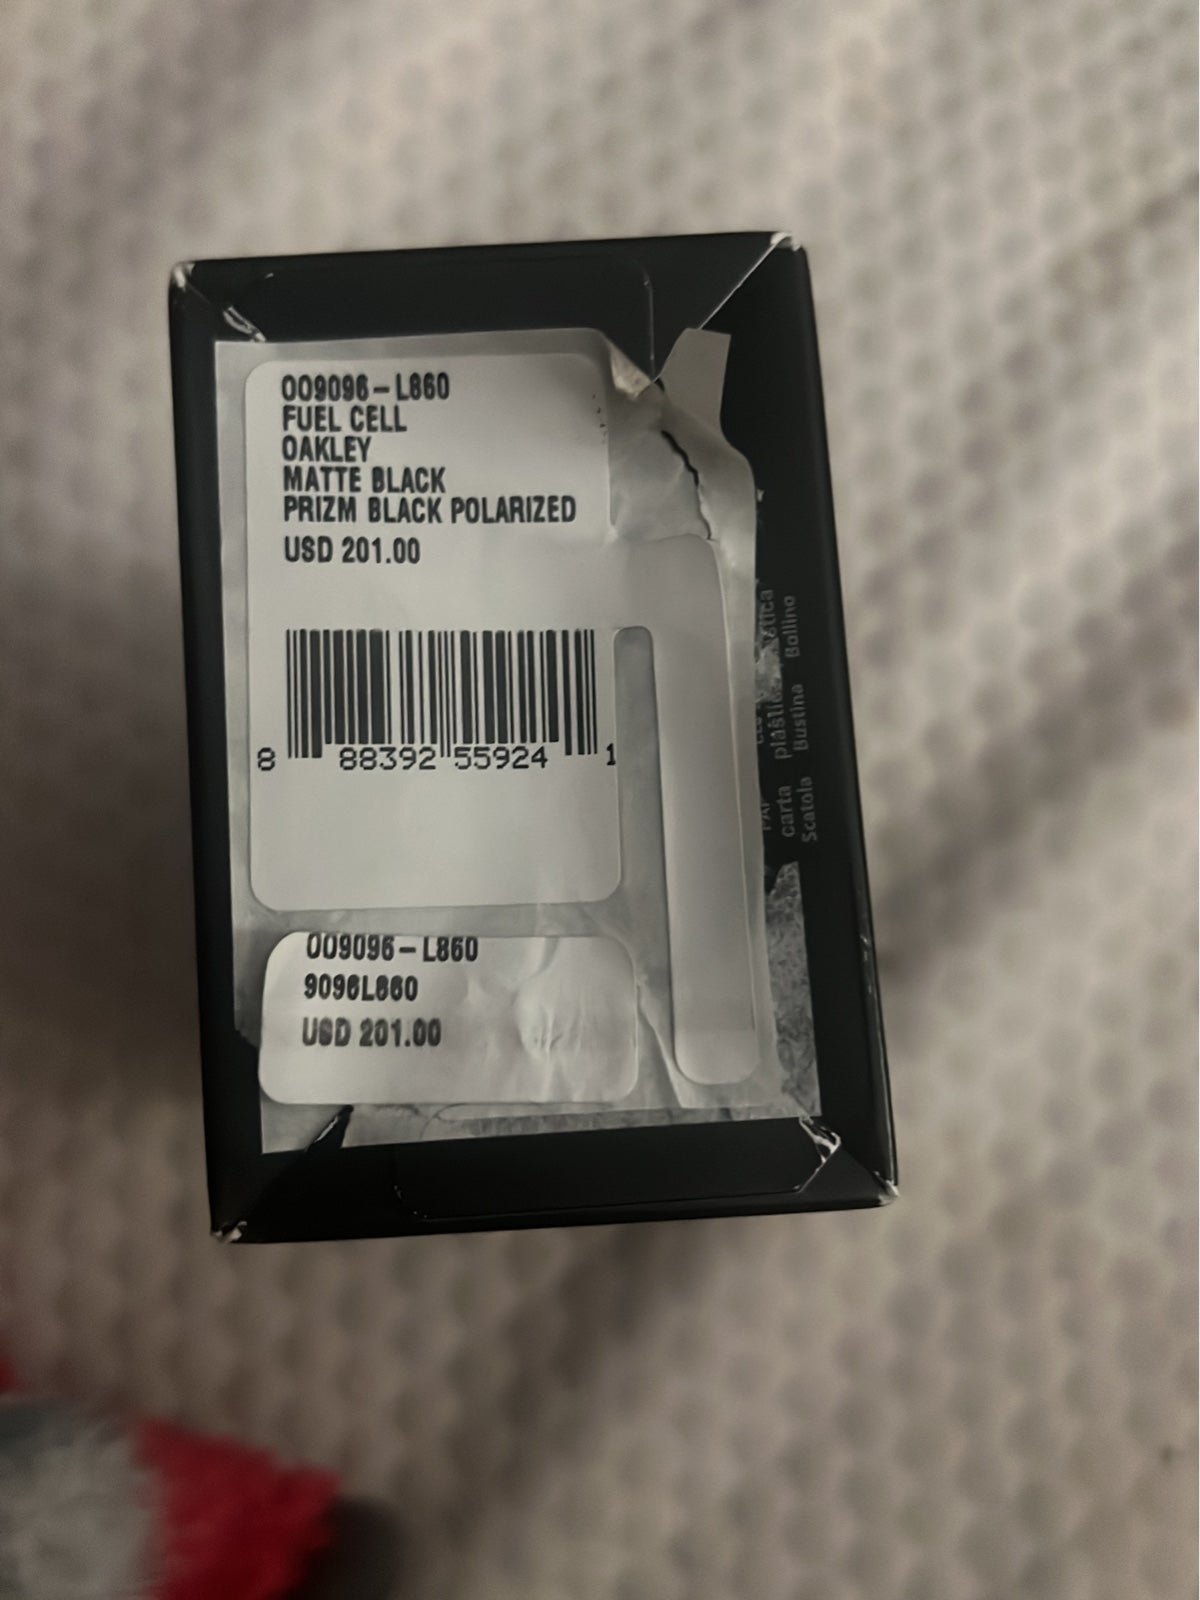 OO9096-L860
FUEL CELL
OAKLEY
MATTE BLACK
PRIZM BLACK POLARIZED
USD 201.00
8 88392 55924 1
OO9096-L860
9096L860
USD 201.00
PAP
carta plastica
Scatola Bustina Bollino